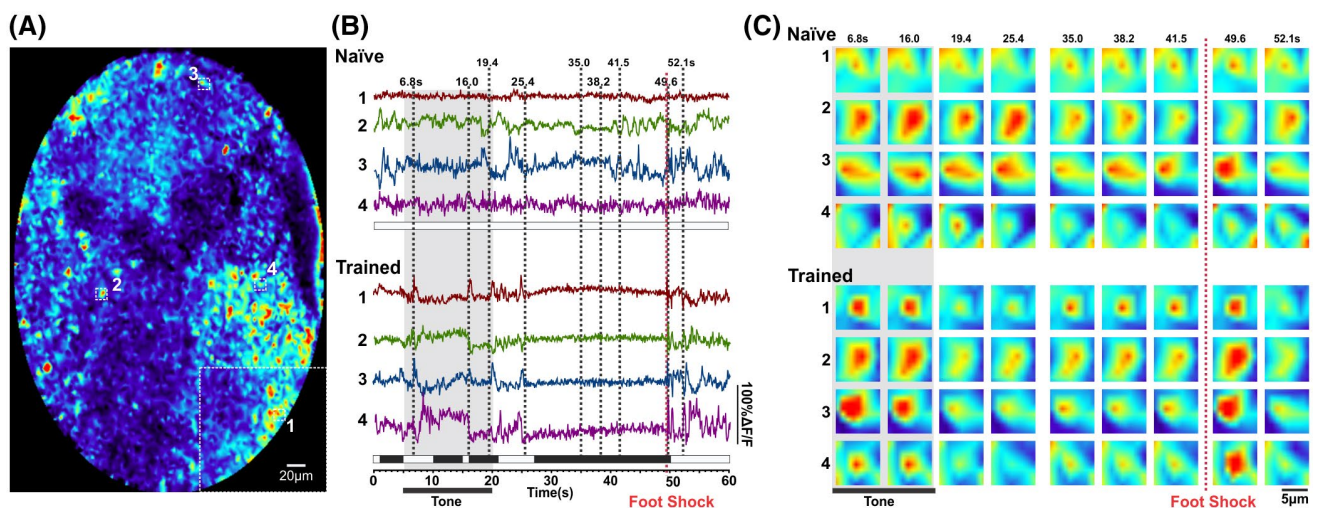 (A)
3
2
4
1
20µm
(B)
Naïve
19.4 35.0 41.5 52.1s
6.8s 16.0 25.4 38.2 49.6
1
2
3
4
Trained
1
2
3
4
100%ΔF/F
0 10 20 30 40 50 60
Tone Time(s) Foot Shock
(C)
Naïve 6.8s 16.0 19.4 25.4 35.0 38.2 41.5 49.6 52.1s
1
2
3
4
Trained
1
2
3
4
Tone Foot Shock 5µm